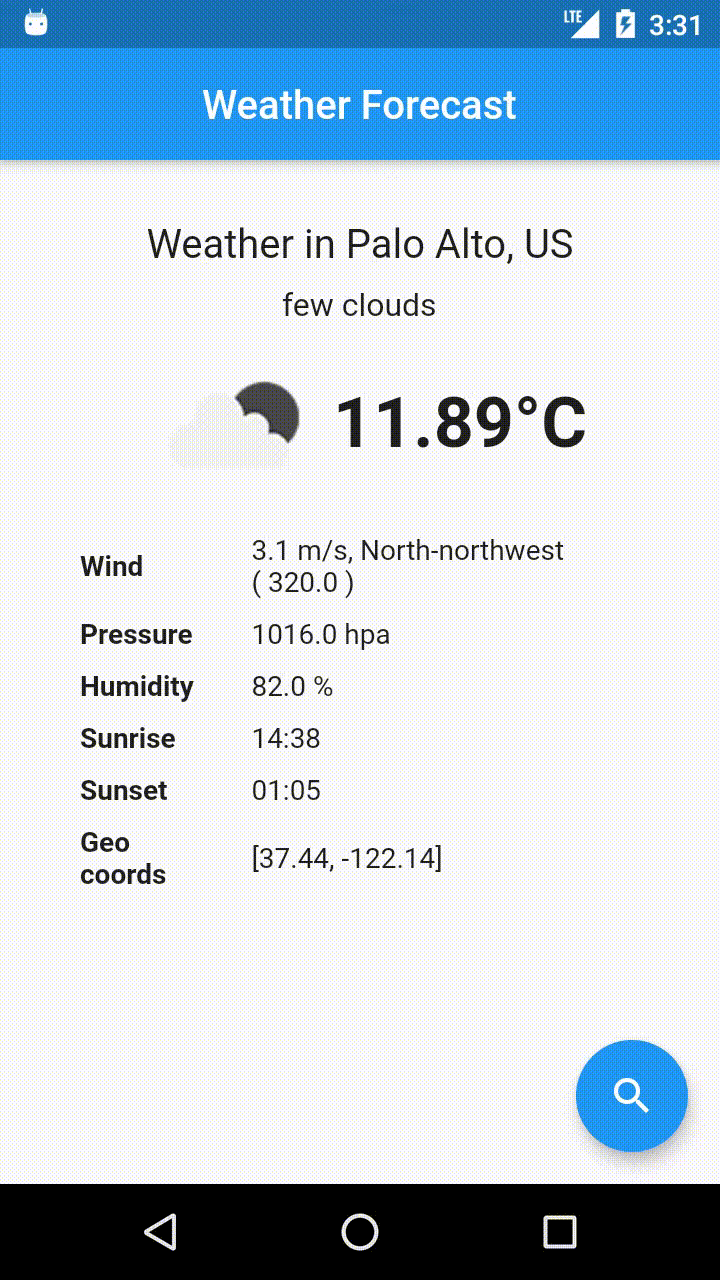 LTE 3:31
Weather Forecast
Weather in Palo Alto, US
few clouds
11.89°C
Wind 3.1 m/s, North-northwest
( 320.0 )
Pressure 1016.0 hpa
Humidity 82.0 %
Sunrise 14:38
Sunset 01:05
Geo
coords [37.44, -122.14]